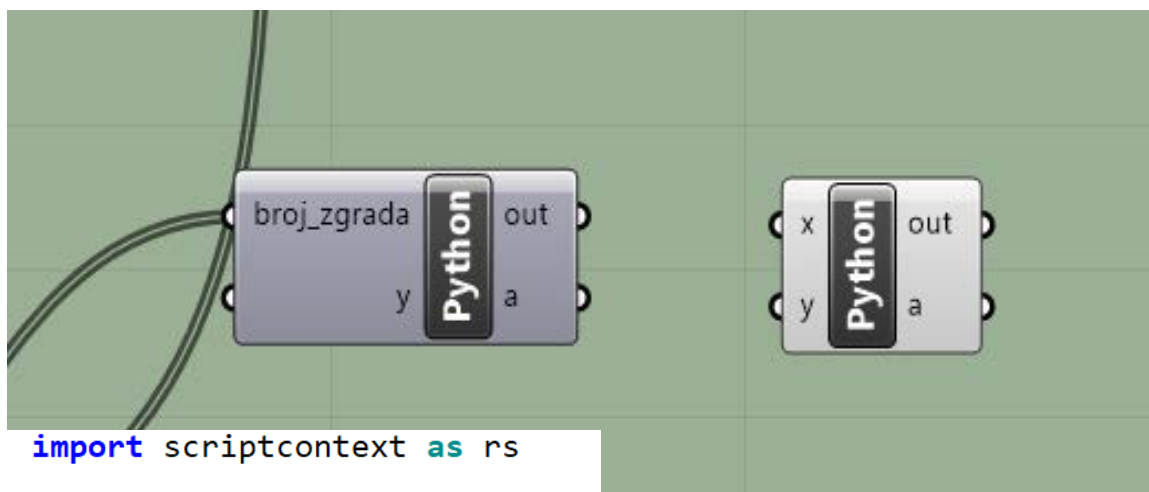 broj_zgrada Python out
y a
x Python out
y a
import scriptcontext as rs